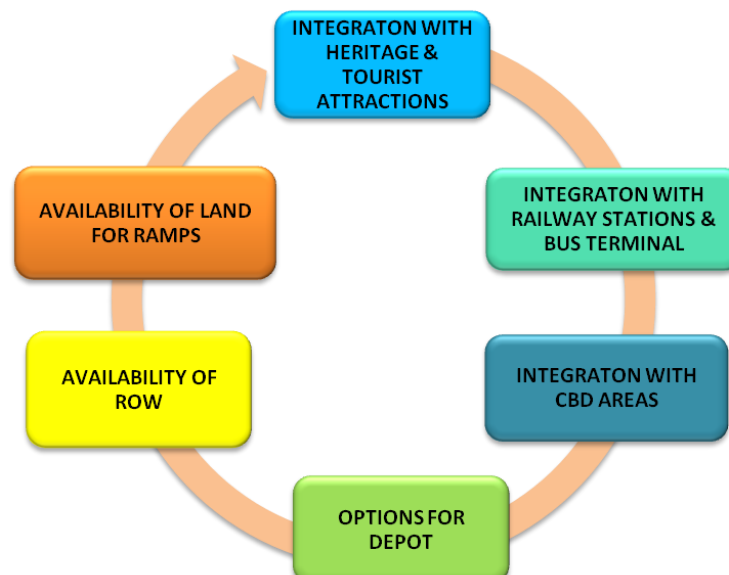 INTEGRATON WITH
HERITAGE &
TOURIST
ATTRACTIONS
INTEGRATON WITH
RAILWAY STATIONS &
BUS TERMINAL
INTEGRATON WITH
CBD AREAS
OPTIONS FOR
DEPOT
AVAILABILITY OF
ROW
AVAILABILITY OF LAND
FOR RAMPS